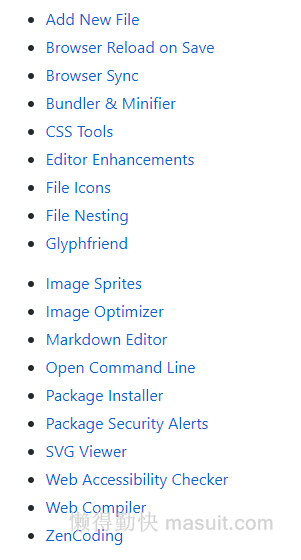 Add New File
Browser Reload on Save
Browser Sync
Bundler & Minifier
CSS Tools
Editor Enhancements
File Icons
File Nesting
Glyphfriend
Image Sprites
Image Optimizer
Markdown Editor
Open Command Line
Package Installer
Package Security Alerts
SVG Viewer
Web Accessibility Checker
Web Compiler
懒得勤快 masuit.com
ZenCoding